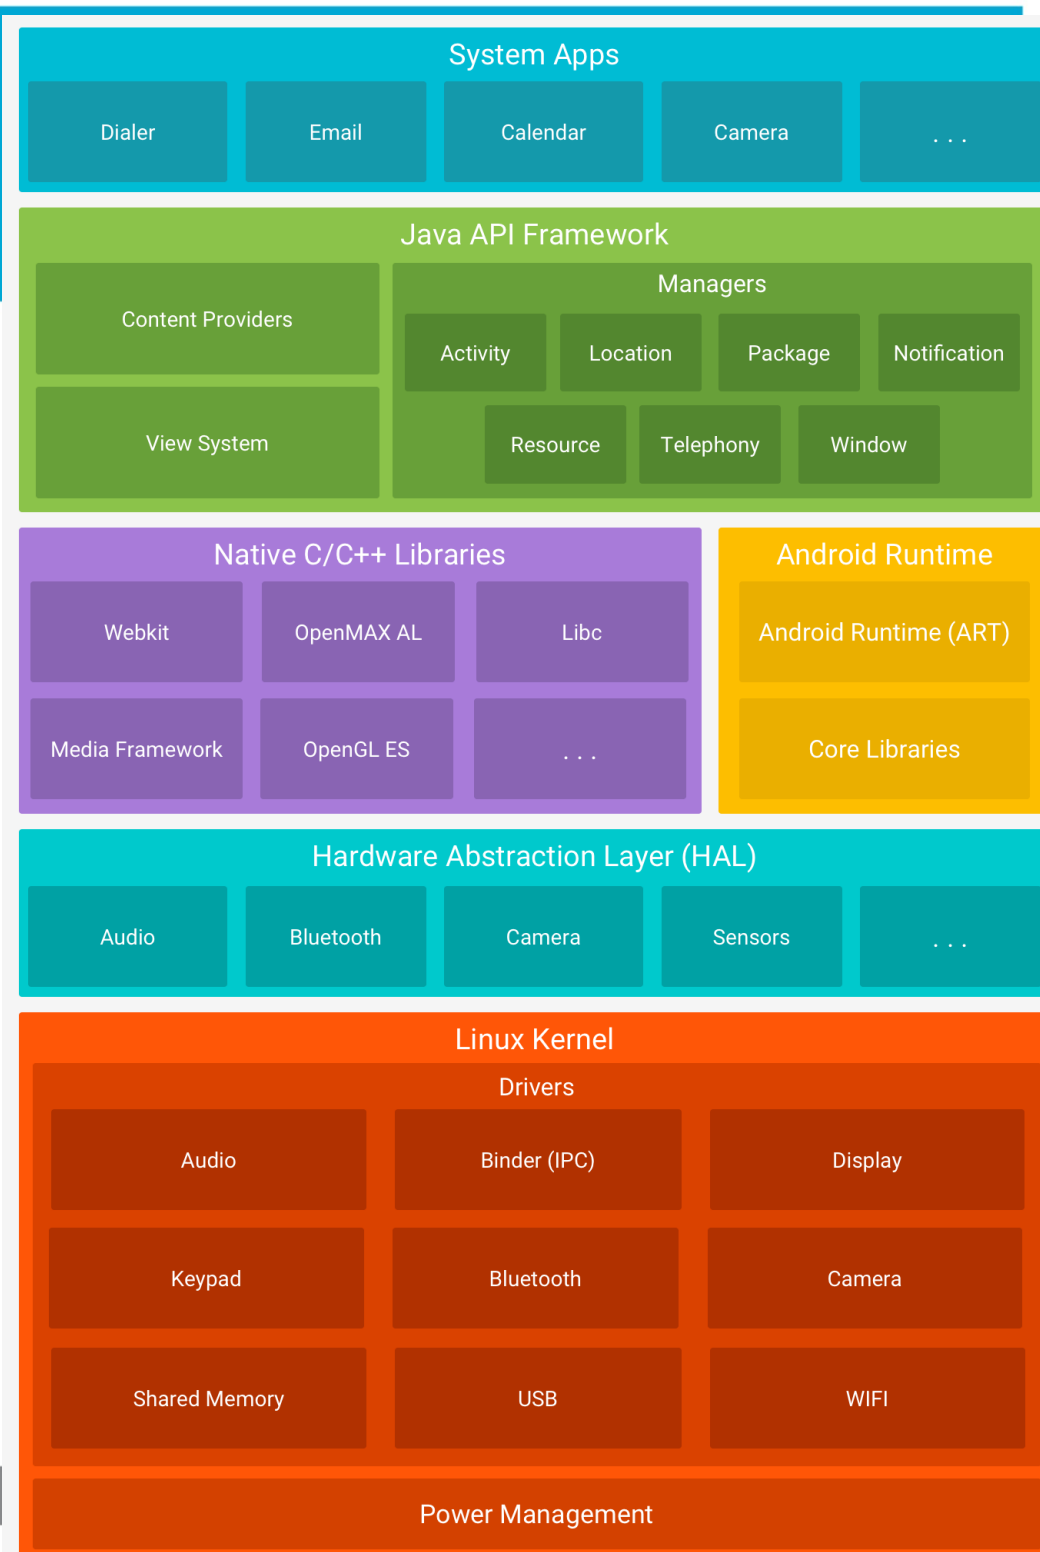 System Apps
Dialer
Email
Calendar
Camera
. . .
Java API Framework
Content Providers
View System
Managers
Activity
Location
Package
Notification
Resource
Telephony
Window
Native C/C++ Libraries
Webkit
OpenMAX AL
Libc
Media Framework
OpenGL ES
. . .
Android Runtime
Android Runtime (ART)
Core Libraries
Hardware Abstraction Layer (HAL)
Audio
Bluetooth
Camera
Sensors
. . .
Linux Kernel
Drivers
Audio
Binder (IPC)
Display
Keypad
Bluetooth
Camera
Shared Memory
USB
WIFI
Power Management